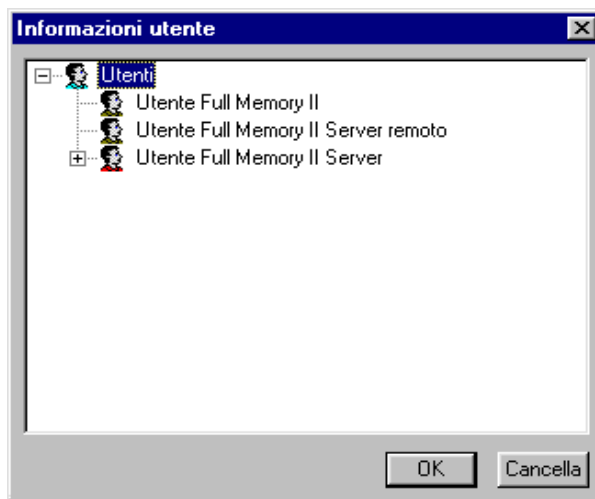 Informazioni utente
Utenti
Utente Full Memory II
Utente Full Memory II Server remoto
Utente Full Memory II Server
OK Cancella